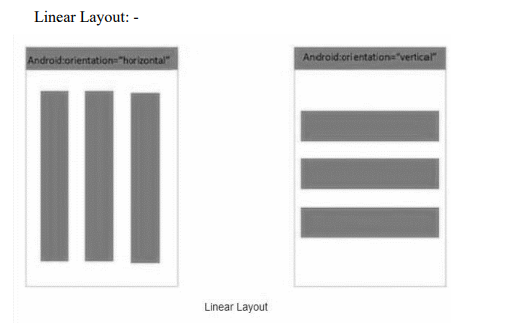 Linear Layout: -
Android:orientation="horizontal"
Android:orientation="vertical"
Linear Layout